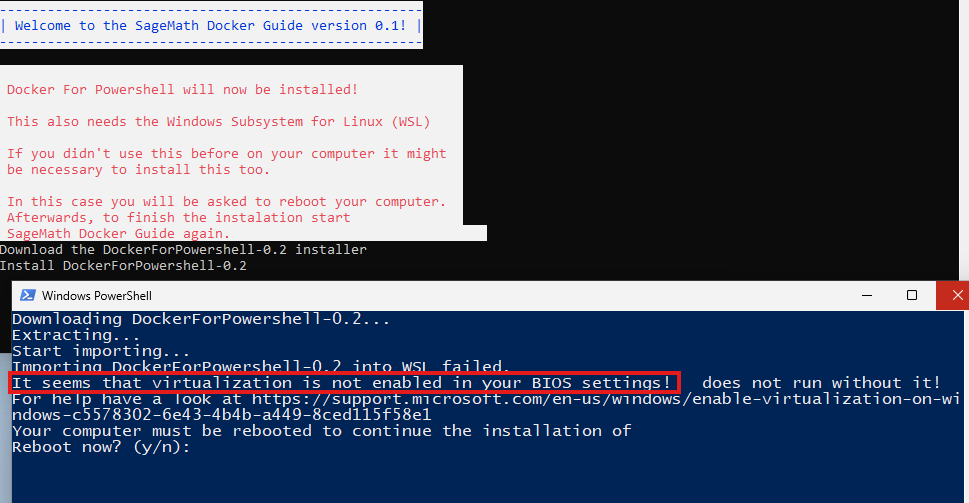 ------------------------------------------------------
| Welcome to the SageMath Docker Guide version 0.1! |
------------------------------------------------------
Docker For Powershell will now be installed!
This also needs the Windows Subsystem for Linux (WSL)
If you didn't use this before on your computer it might
be necessary to install this too.
In this case you will be asked to reboot your computer.
Afterwards, to finish the instalation start
SageMath Docker Guide again.
Download the DockerForPowershell-0.2 installer
Install DockerForPowershell-0.2
Windows PowerShell
Downloading DockerForPowershell-0.2...
Extracting...
Start importing...
Importing DockerForPowershell-0.2 into WSL failed.
It seems that virtualization is not enabled in your BIOS settings!   does not run without it!
For help have a look at https://support.microsoft.com/en-us/windows/enable-virtualization-on-wi
ndows-c5578302-6e43-4b4b-a449-8ced115f58e1
Your computer must be rebooted to continue the installation of
Reboot now? (y/n):